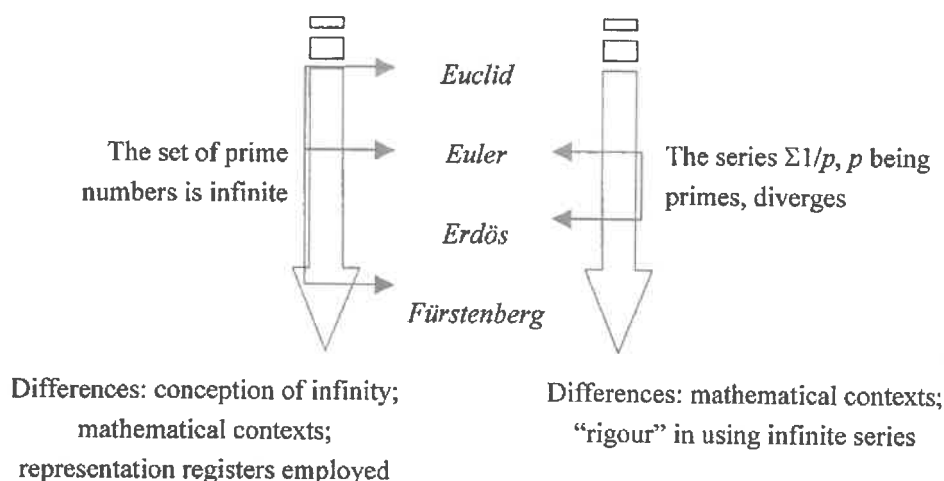 Euclid
The set of prime
numbers is infinite
Euler
The series Σ1/p, p being
primes, diverges
Erdös
Fürstenberg
Differences: conception of infinity;
mathematical contexts;
representation registers employed
Differences: mathematical contexts;
“rigour” in using infinite series